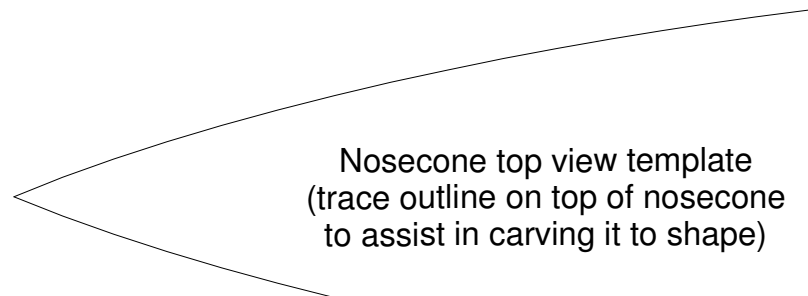 Nosecone top view template
(trace outline on top of nosecone
to assist in carving it to shape)